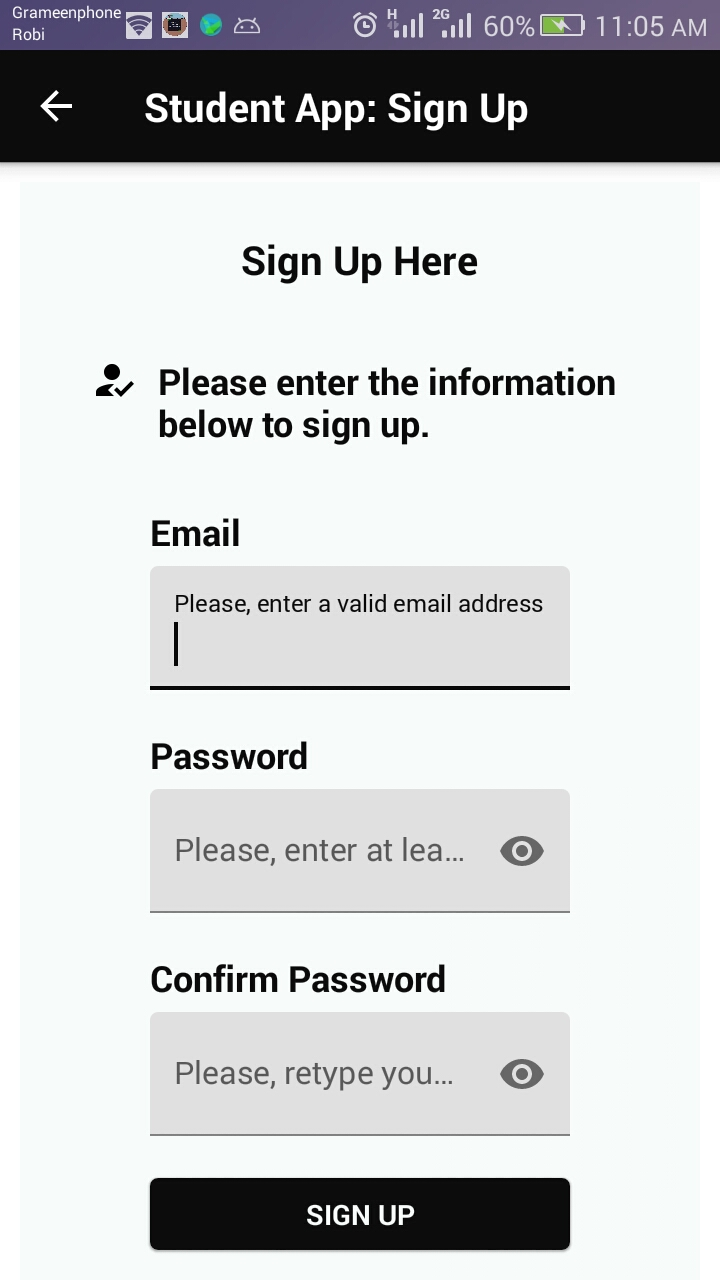 Grameenphone
Robi
H
2G
60%
11:05 AM
Student App: Sign Up
Sign Up Here
Please enter the information
below to sign up.
Email
Please, enter a valid email address
Password
Please, enter at lea...
Confirm Password
Please, retype you...
SIGN UP